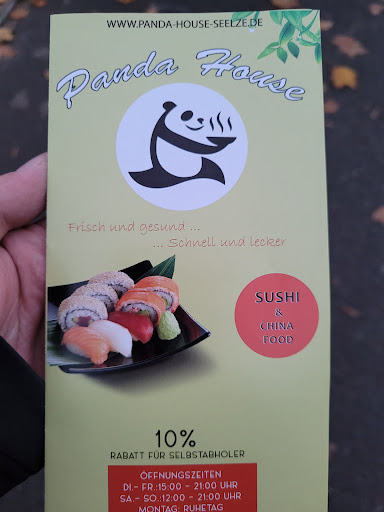 WWW.PANDA-HOUSE-SEELZE.DE
Panda House
Frisch und gesund ...
... Schnell und lecker
SUSHI
&
CHINA
FOOD
10%
RABATT FÜR SELBSTABHOLER
ÖFFNUNGSZEITEN
DI.- FR.:15:00 - 21:00 UHR
SA.- SO.:12:00 - 21:00 UHR
MONTAG: RUHETAG